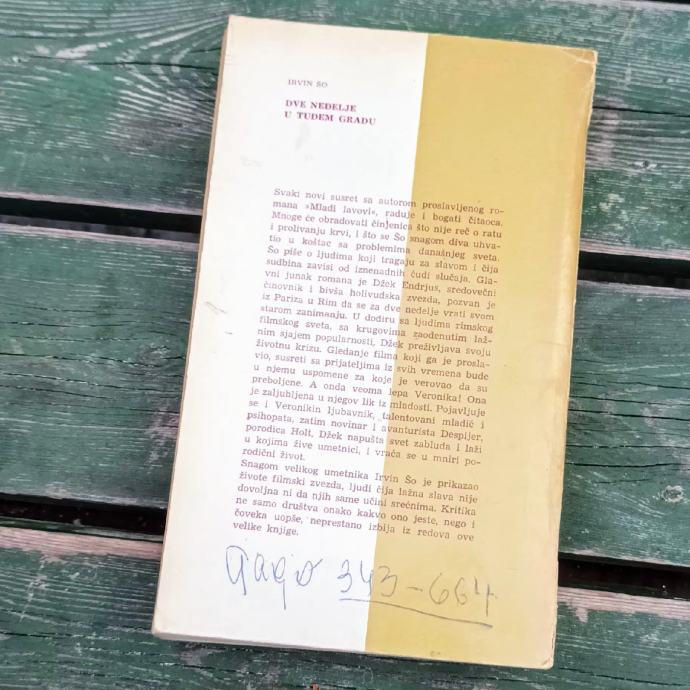 IRVIN ŠO
DVE NEDELJE
U TUĐEM GRADU
Svaki novi susret sa autorom proslavljenog ro-
mana »Mladi lavovi«, raduje i bogati čitaoca.
Mnoge će obradovati činjenica što nije reč o ratu
i prolivanju krvi, i što se Šo snagom diva uhva-
tio u koštac sa problemima današnjeg sveta.
Šo piše o ljudima koji tragaju za slavom i čija
sudbina zavisi od iznenadnih ćudi slučaja. Gla-
vni junak romana je Džek Endrjus, sredovečni
činovnik i bivša holivudska zvezda, pozvan je
iz Pariza u Rim da se za dve nedelje vrati svom
starom zanimanju. U dodiru sa ljudima rimskog
filmskog sveta, sa krugovima zaodenutim laž-
nim sjajem popularnosti, Džek preživljava svoju
životnu krizu. Gledanje filma koji ga je prosla-
vio, susreti sa prijateljima iz svih vremena bude
u njemu uspomene za koje je verovao da su
preboljene. A onda veoma lepa Veronika! Ona
je zaljubljena u njegov lik iz mladosti. Pojavljuje
se i Veronikin ljubavnik, talentovani mladić i
psihopata, zatim novinar i avanturista Despijer,
porodica Holt, Džek napušta svet zabluda i laži
u kojima žive umetnici, i vraća se u mniri po-
rodični život.
Snagom velikog umetnika Irvin Šo je prikazao
živote filmski zvezda, ljudi čija lažna slava nije
dovoljna ni da njih same učini srećnima. Kritika
ne samo društva onako kakvo ono jeste, nego i
čoveka uopše, neprestano izbija iz redova ove
velike knjige.
343-664